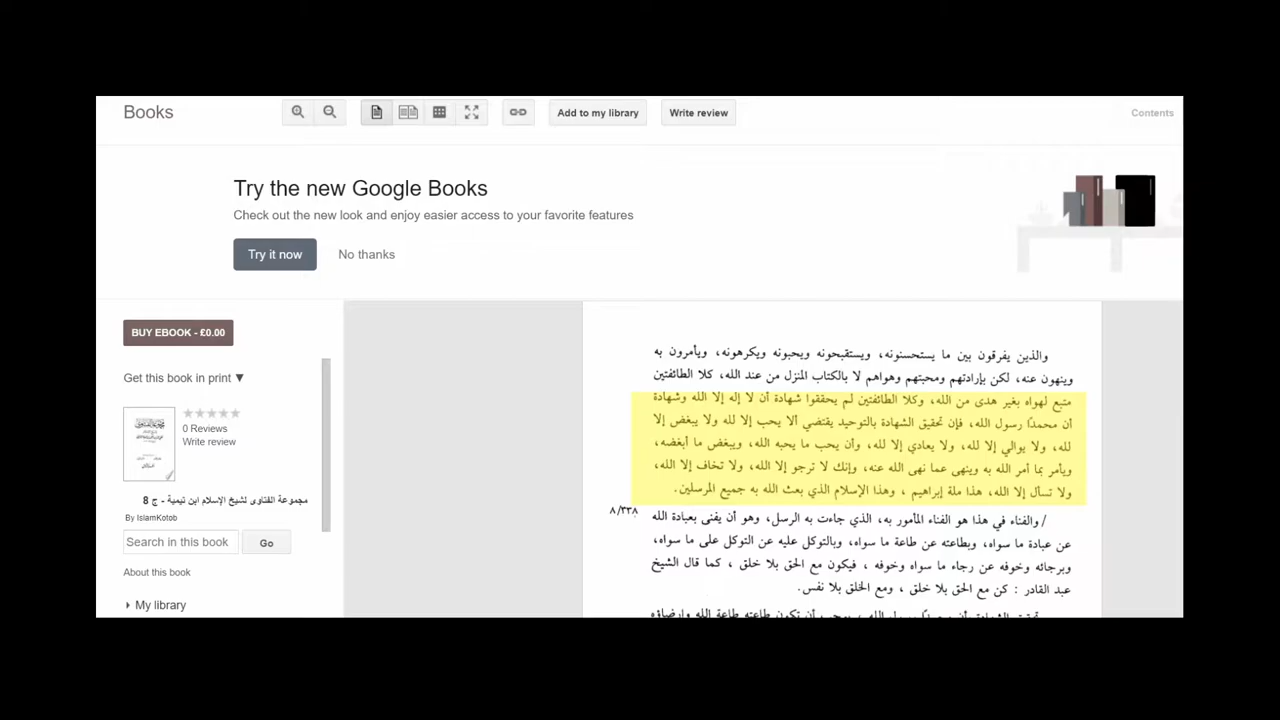 Books
Add to my library
Write review
Contents
Try the new Google Books
Check out the new look and enjoy easier access to your favorite features
Try it now
No thanks
BUY EBOOK - £0.00
Get this book in print ▼
0 Reviews
Write review
مجموعة الفتاوى لشيخ الإسلام ابن تيمية - ج 8
By IslamKotob
Search in this book
Go
About this book
My library
والذين يفرقون بين ما يستحسنونه، ويستقبحونه ويحبونه ويكرهونه، ويأمرون به
وينهون عنه، لكن بإرادتهم ومحبتهم وهواهم لا بالكتاب المنزل من عند الله، كلا الطائفتين
متبع لهواه بغير هدى من الله، وكلا الطائفتين لم يحققوا شهادة أن لا إله إلا الله وشهادة
أن محمدًا رسول الله، فإن تحقيق الشهادة بالتوحيد يقتضي ألا يحب إلا لله ولا يبغض إلا
لله، ولا يوالي إلا لله، ولا يعادي إلا لله، وأن يحب ما يحبه الله، ويبغض ما أبغضه،
ويأمر بما أمر الله به وينهى عما نهى الله عنه، وإنك لا ترجو إلا الله، ولا تخاف إلا الله،
ولا تسأل إلا الله، هذا ملة إبراهيم ، وهذا الإسلام الذي بعث الله به جميع المرسلين.
٨/٣٣٨
/ والفناء في هذا هو الفناء المأمور به، الذي جاءت به الرسل، وهو أن يفنى بعبادة الله
عن عبادة ما سواه، وبطاعته عن طاعة ما سواه، وبالتوكل عليه عن التوكل على ما سواه،
وبرجائه وخوفه عن رجاء ما سواه وخوفه ، فيكون مع الحق بلا خلق ، كما قال الشيخ
عبد القادر : كن مع الحق بلا خلق ، ومع الخلق بلا نفس.